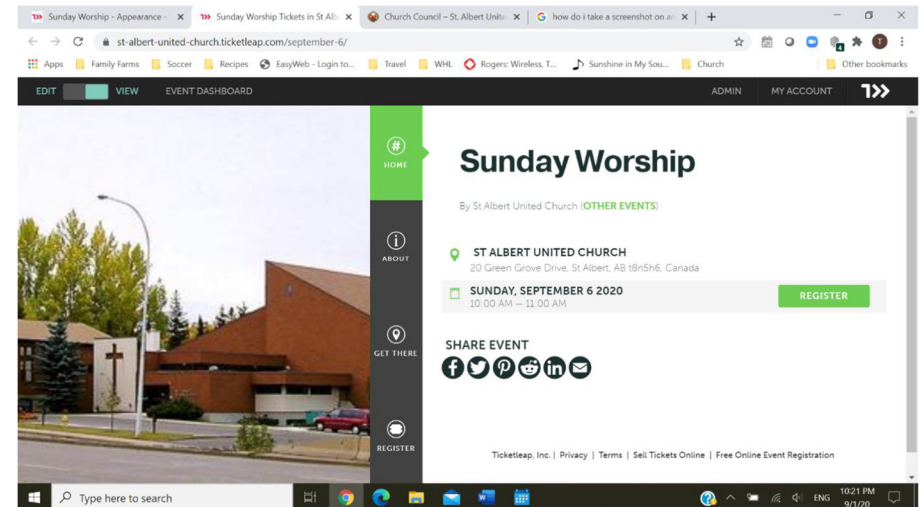 Sunday Worship - Appearance -
Sunday Worship Tickets in St Alb
Church Council – St. Albert Unite
how do i take a screenshot on an
st-albert-united-church.ticketleap.com/september-6/
T
Apps
Family Farms
Soccer
Recipes
EasyWeb - Login to...
Travel
WHL
Rogers: Wireless, T...
Sunshine in My Sou...
Church
Other bookmarks
EDIT
VIEW
EVENT DASHBOARD
ADMIN
MY ACCOUNT
HOME
ABOUT
GET THERE
REGISTER
Sunday Worship
By St Albert United Church (OTHER EVENTS)
ST ALBERT UNITED CHURCH
20 Green Grove Drive, St Albert, AB t8n5h6, Canada
SUNDAY, SEPTEMBER 6 2020
10:00 AM — 11:00 AM
REGISTER
SHARE EVENT
Ticketleap, Inc. | Privacy | Terms | Sell Tickets Online | Free Online Event Registration
Type here to search
ENG
10:21 PM
9/1/20